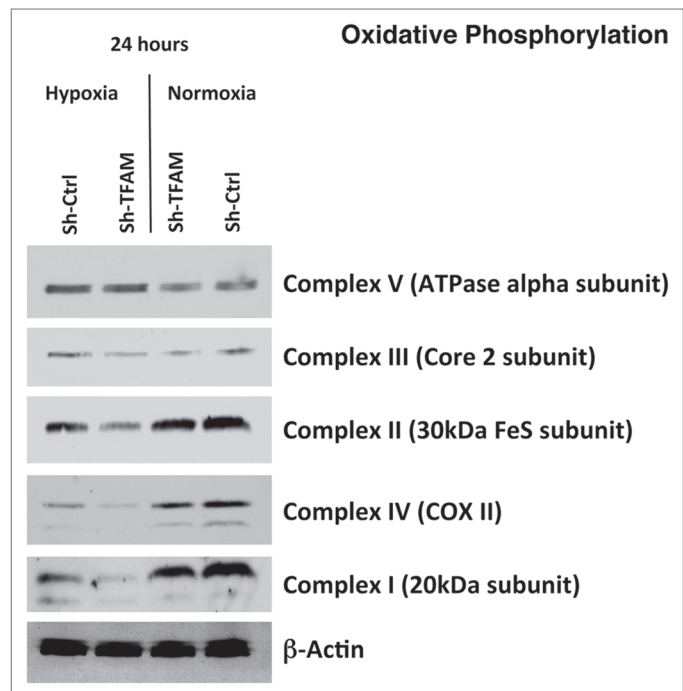 Oxidative Phosphorylation
24 hours
Hypoxia Normoxia
Sh-Ctrl Sh-TFAM Sh-TFAM Sh-Ctrl
Complex V (ATPase alpha subunit)
Complex III (Core 2 subunit)
Complex II (30kDa FeS subunit)
Complex IV (COX II)
Complex I (20kDa subunit)
β-Actin